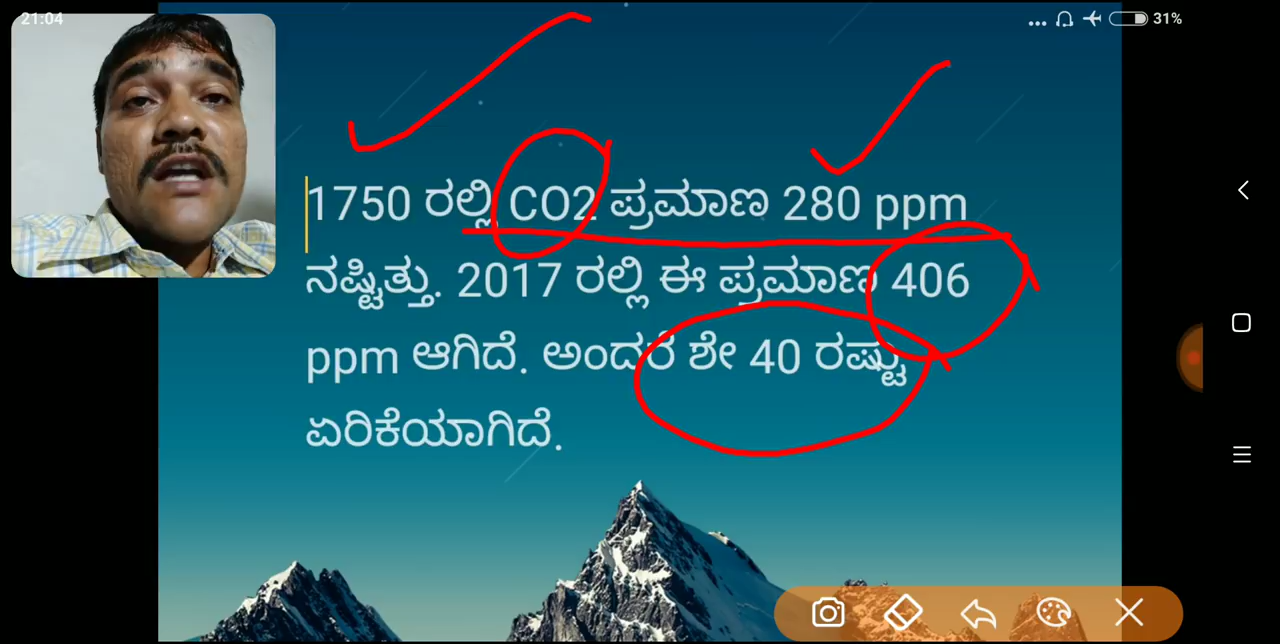 21:04
31%
1750 ರಲ್ಲಿ CO2 ಪ್ರಮಾಣ 280 ppm
ನಷ್ಟಿತ್ತು. 2017 ರಲ್ಲಿ ಈ ಪ್ರಮಾಣ 406
ppm ಆಗಿದೆ. ಅಂದರೆ ಶೇ 40 ರಷ್ಟು
ಏರಿಕೆಯಾಗಿದೆ.